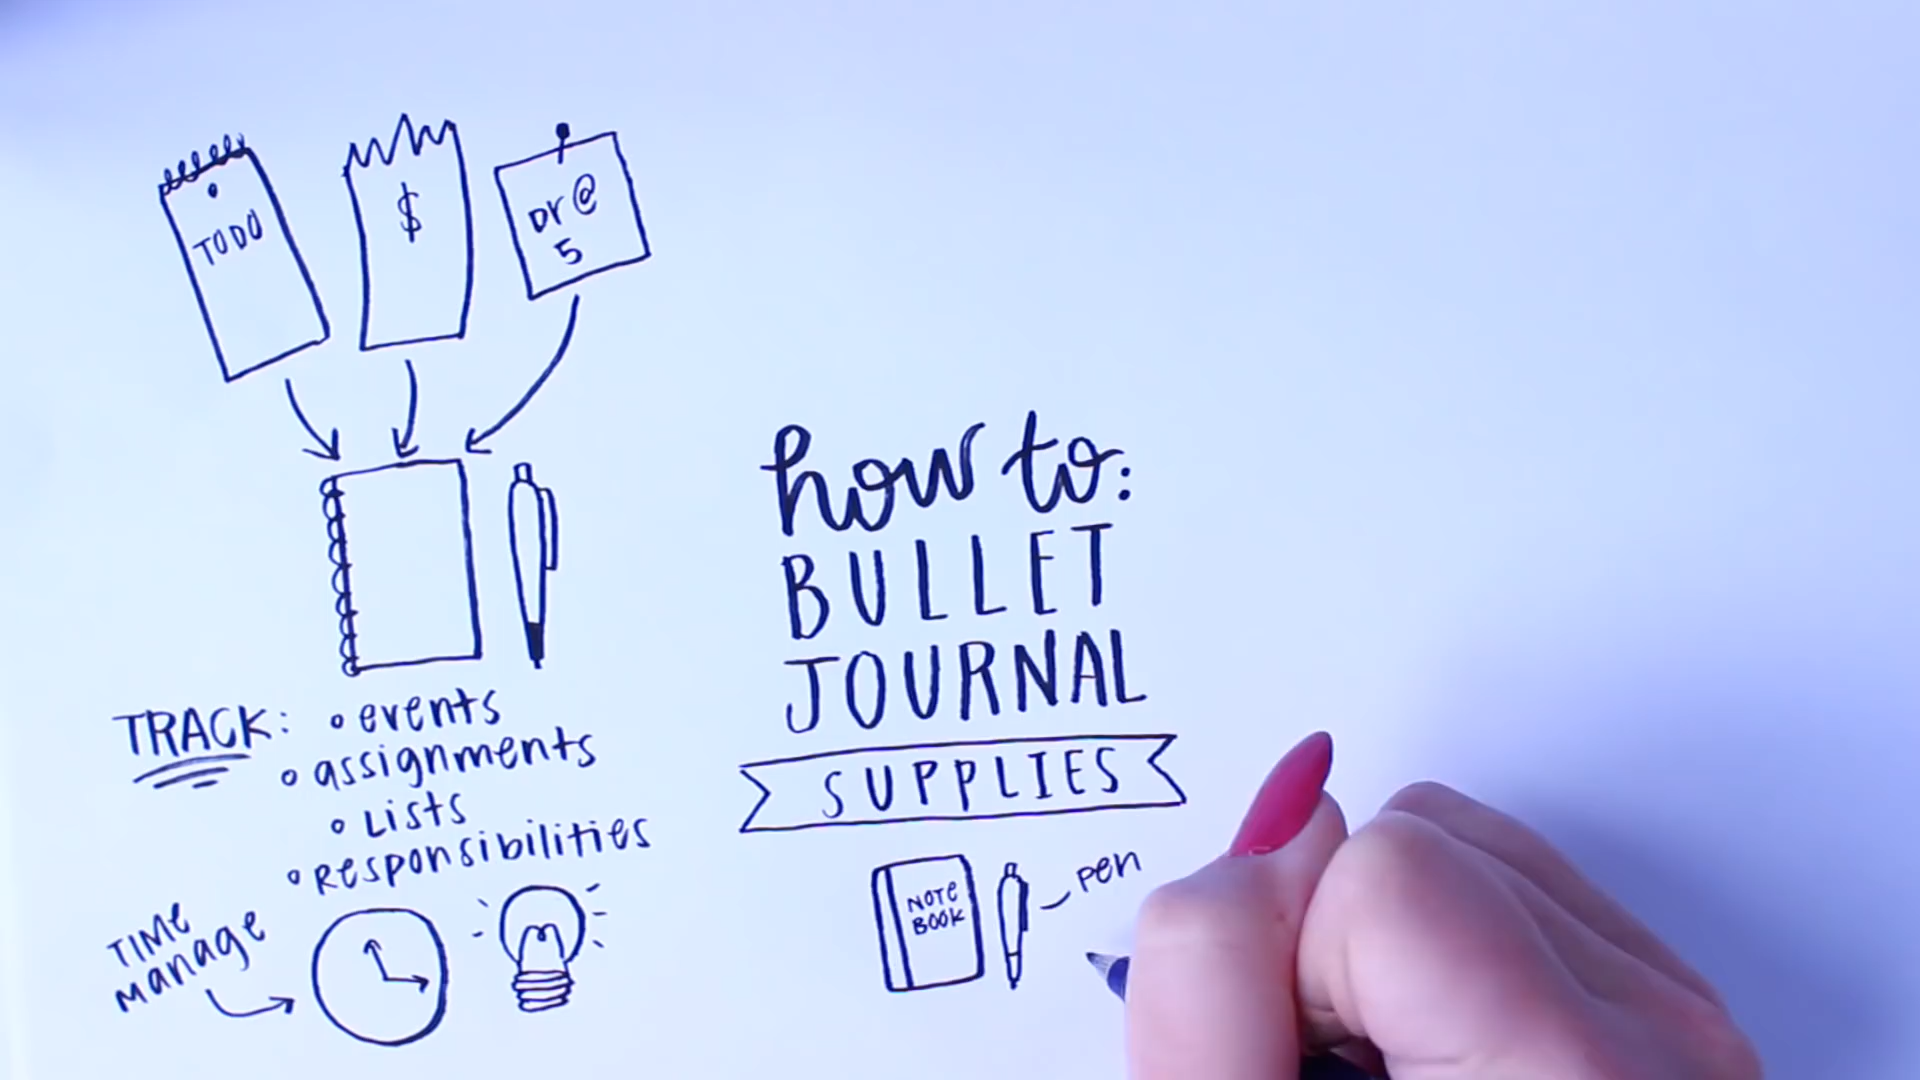 TODO
$
Dr @
5
TRACK: events
assignments
Lists
responsibilities
TIME
manage
how to:
BULLET
JOURNAL
SUPPLIES
NOTE
BOOK
pen